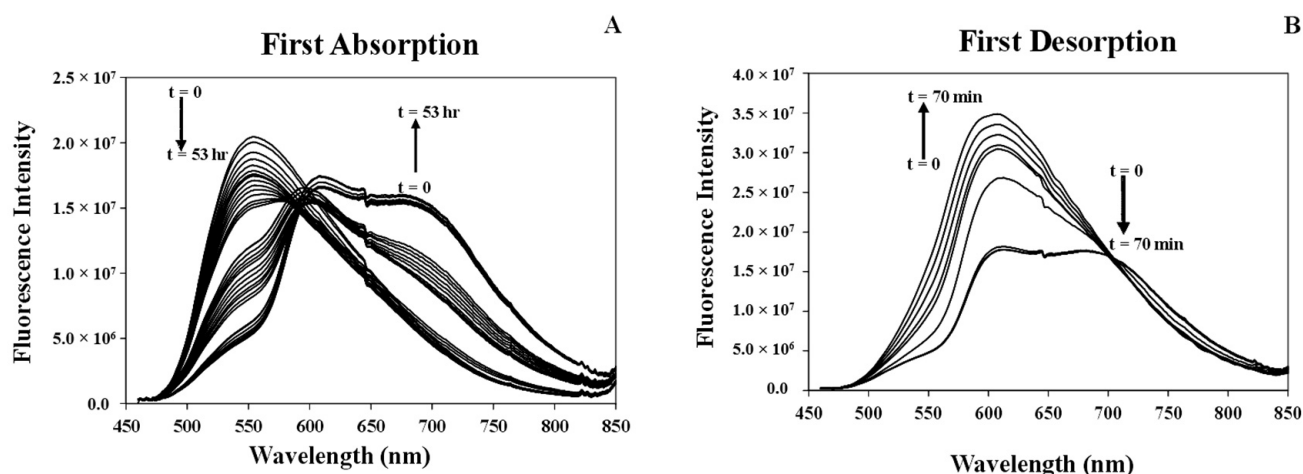 A
First Absorption
Fluorescence Intensity
2.5 × 10⁷
2.0 × 10⁷
1.5 × 10⁷
1.0 × 10⁷
5.0 × 10⁶
0.0
t = 0
t = 53 hr
t = 53 hr
t = 0
450 500 550 600 650 700 750 800 850
Wavelength (nm)
B
First Desorption
Fluorescence Intensity
4.0 × 10⁷
3.5 × 10⁷
3.0 × 10⁷
2.5 × 10⁷
2.0 × 10⁷
1.5 × 10⁷
1.0 × 10⁷
5.0 × 10⁶
0.0
t = 70 min
t = 0
t = 0
t = 70 min
450 500 550 600 650 700 750 800 850
Wavelength (nm)